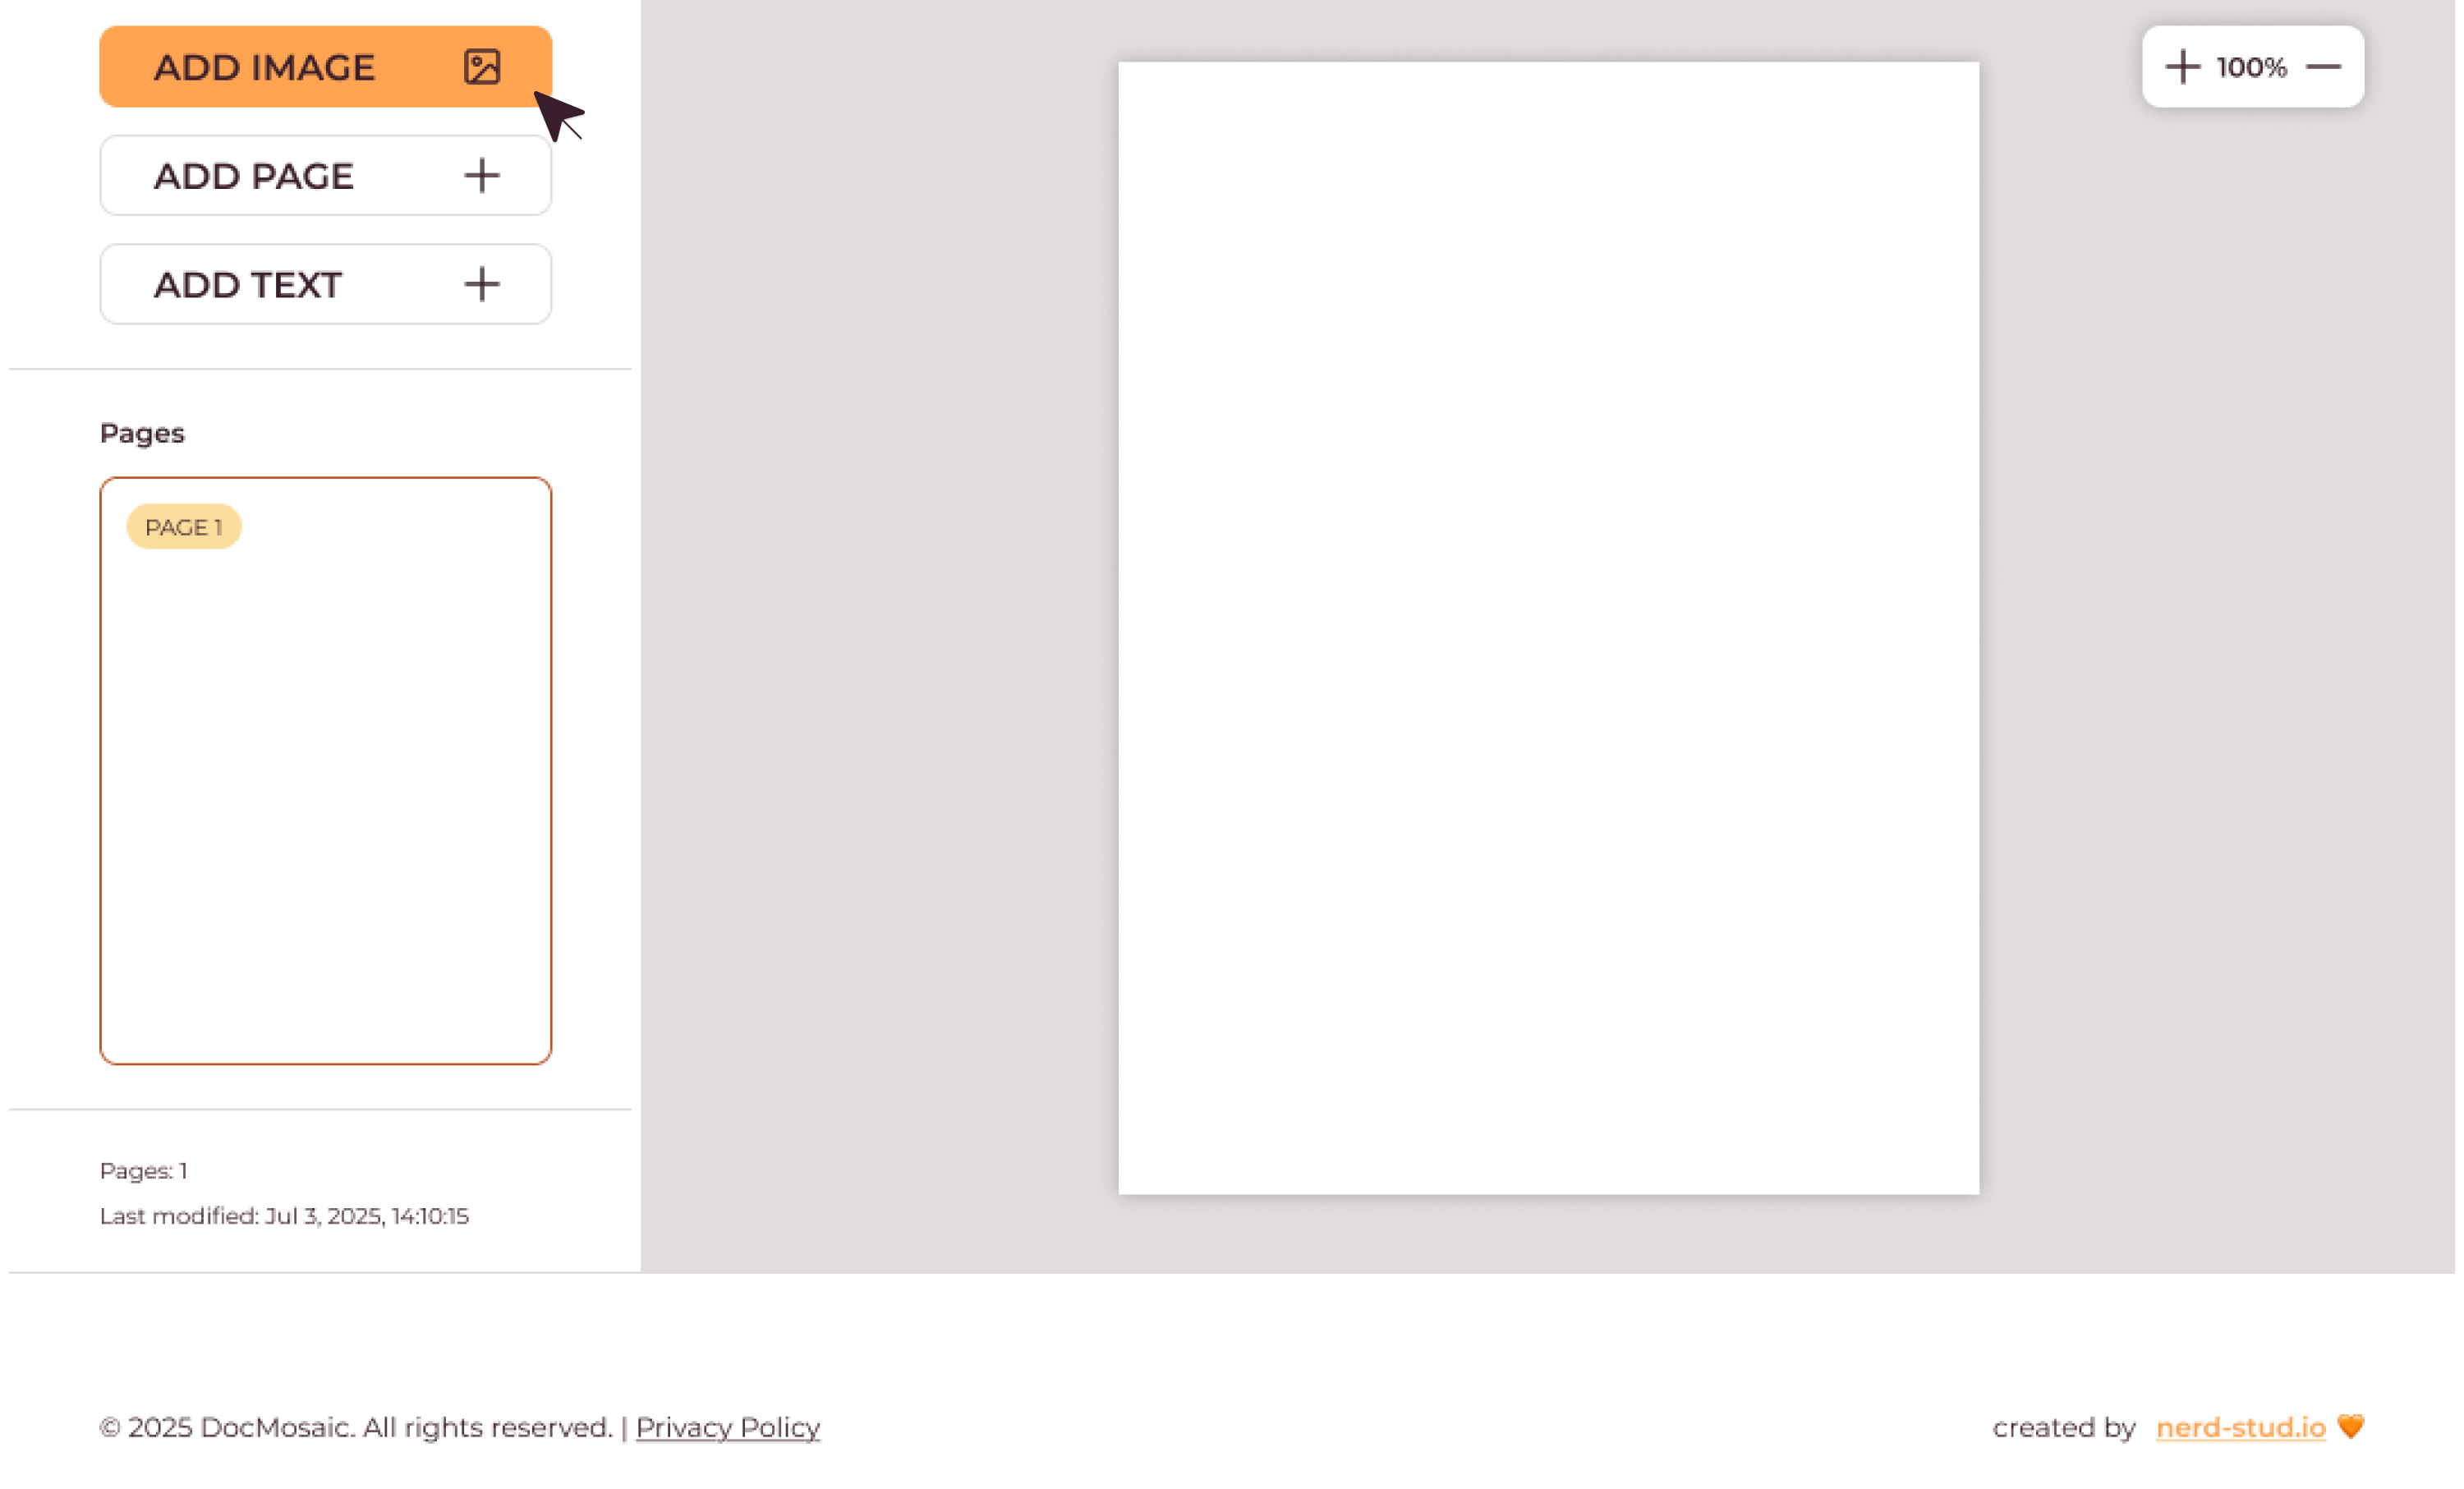 ADD IMAGE
ADD PAGE
ADD TEXT
Pages
PAGE 1
Pages: 1
Last modified: Jul 3, 2025, 14:10:15
100%
© 2025 DocMosaic. All rights reserved. | Privacy Policy
created by nerd-stud.io 🧡